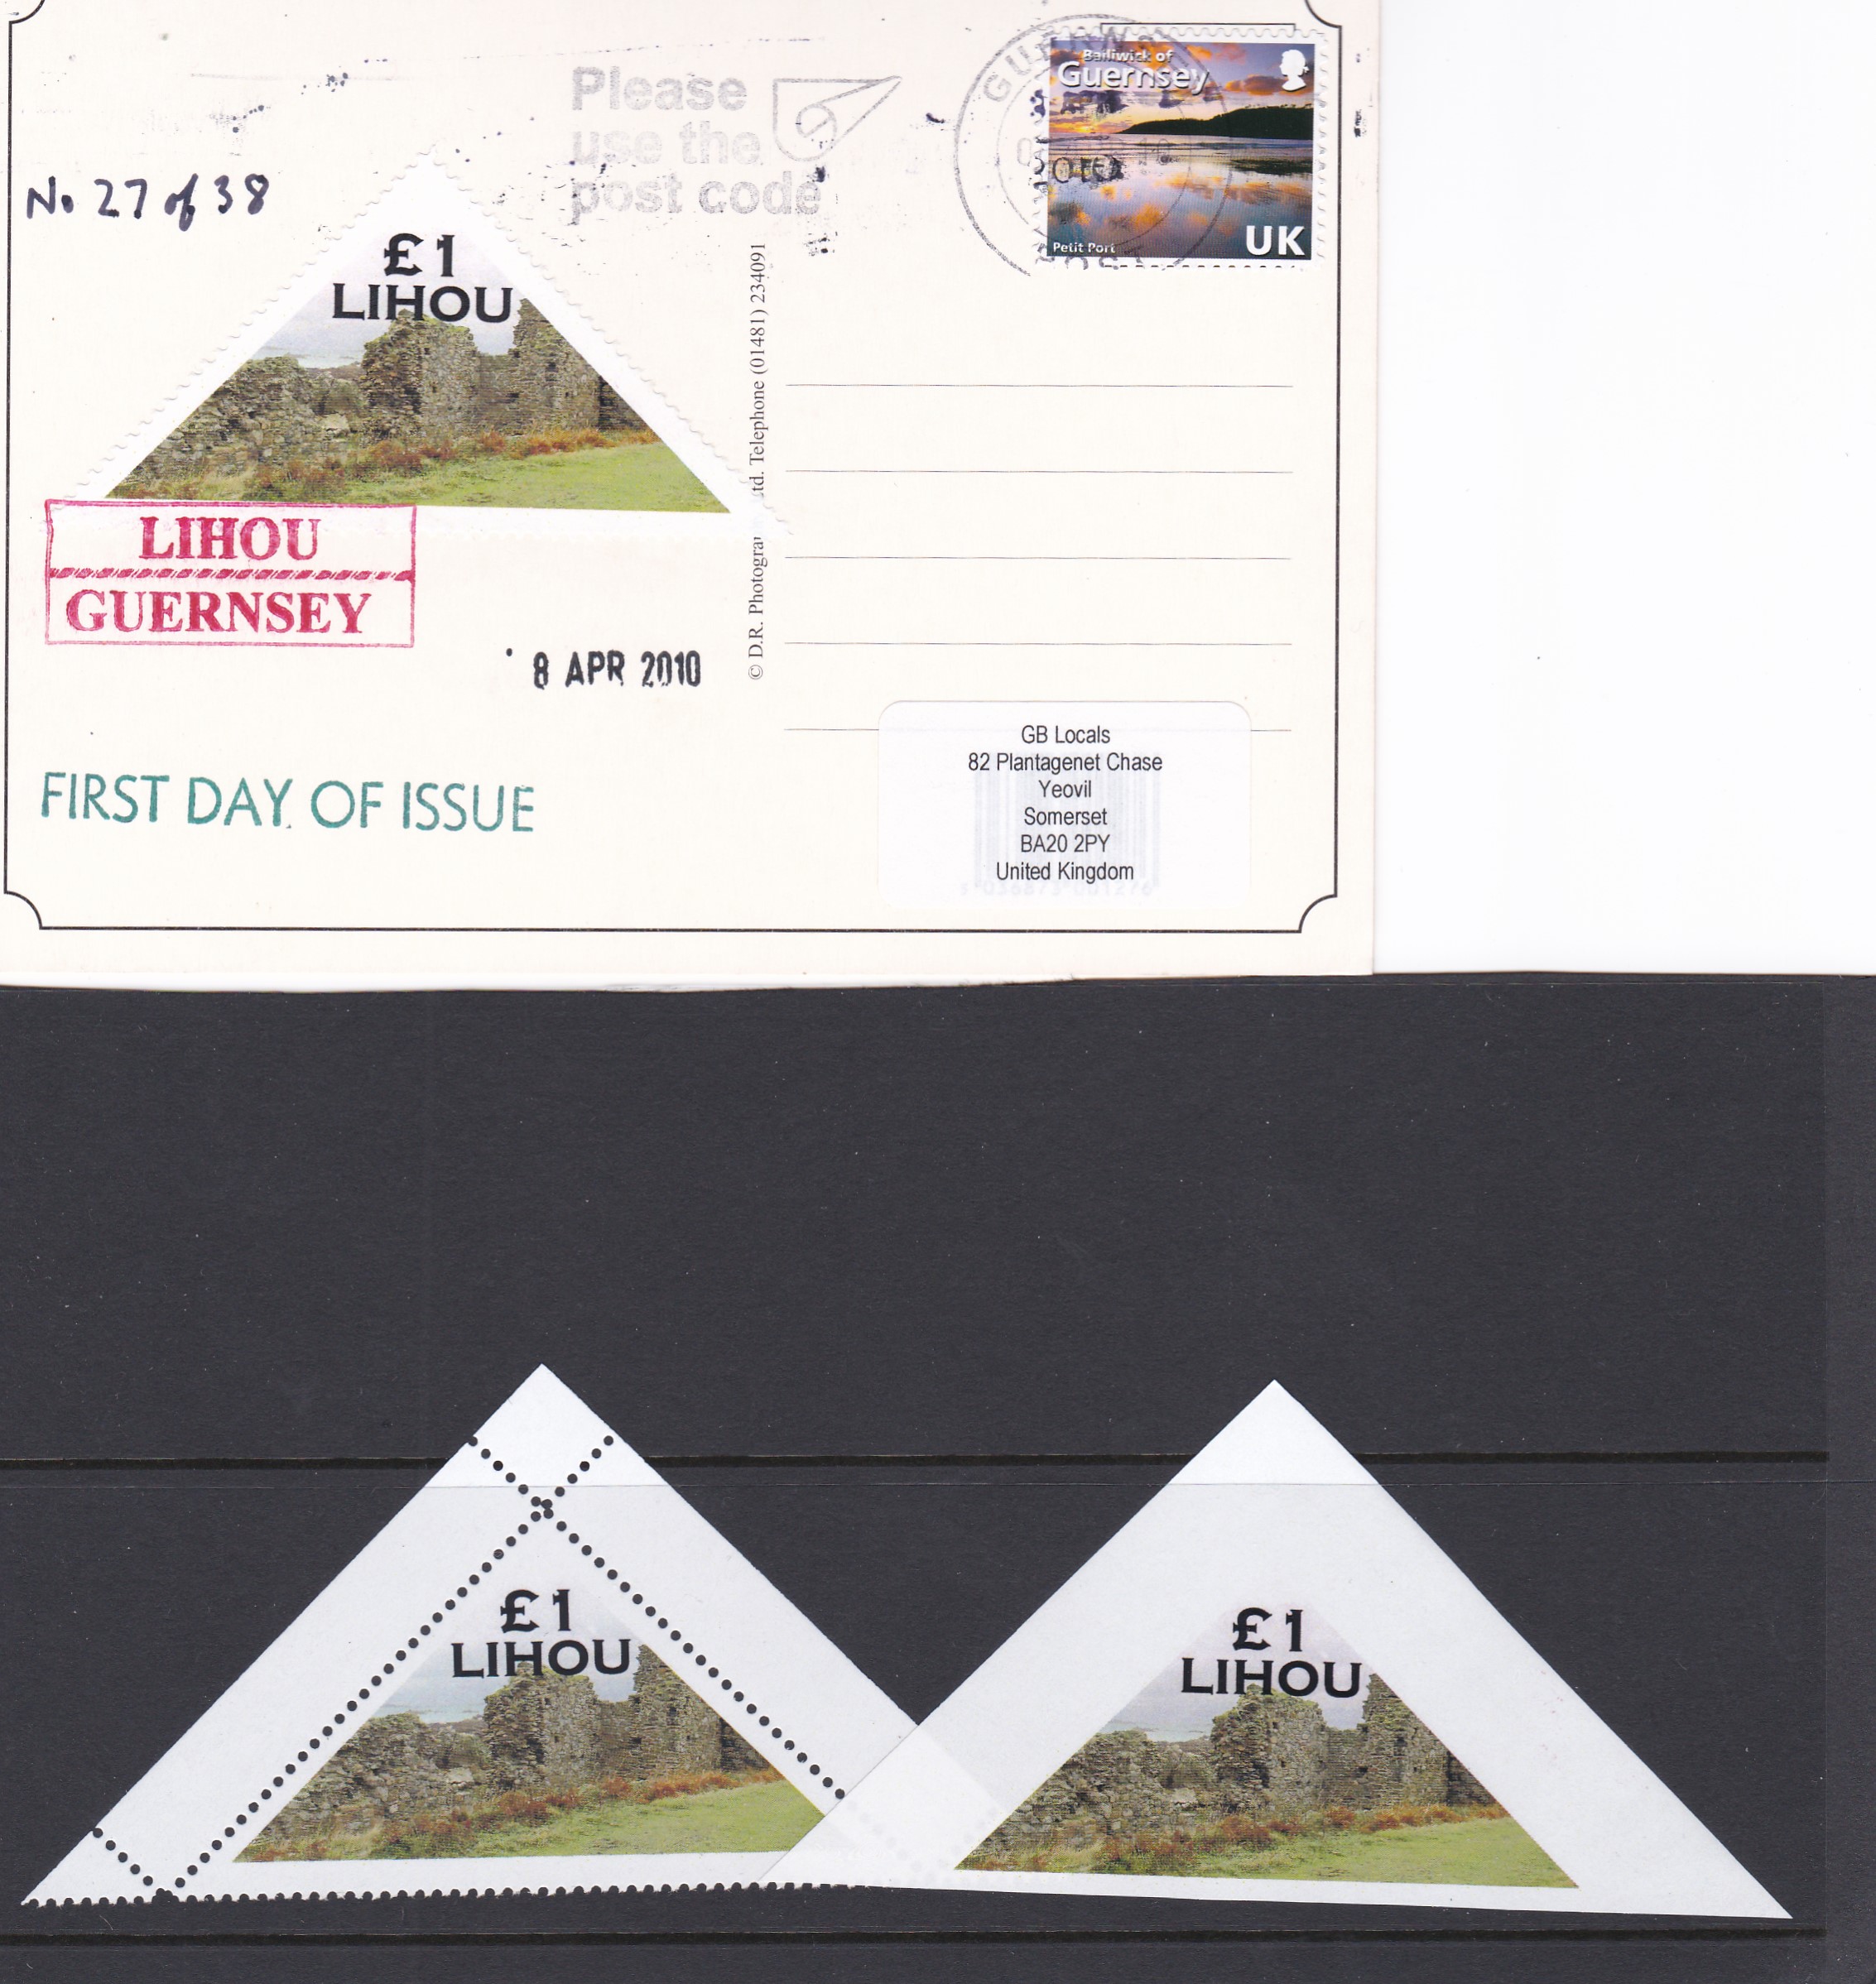 No 27 of 38
Please
use the
post code
Bailiwick of
Guernsey
Petit Port
UK
£1
LIHOU
LIHOU
GUERNSEY
8 APR 2010
FIRST DAY OF ISSUE
© D.R. Photogra
td. Telephone (01481) 234091
GB Locals
82 Plantagenet Chase
Yeovil
Somerset
BA20 2PY
United Kingdom
£1
LIHOU
£1
LIHOU